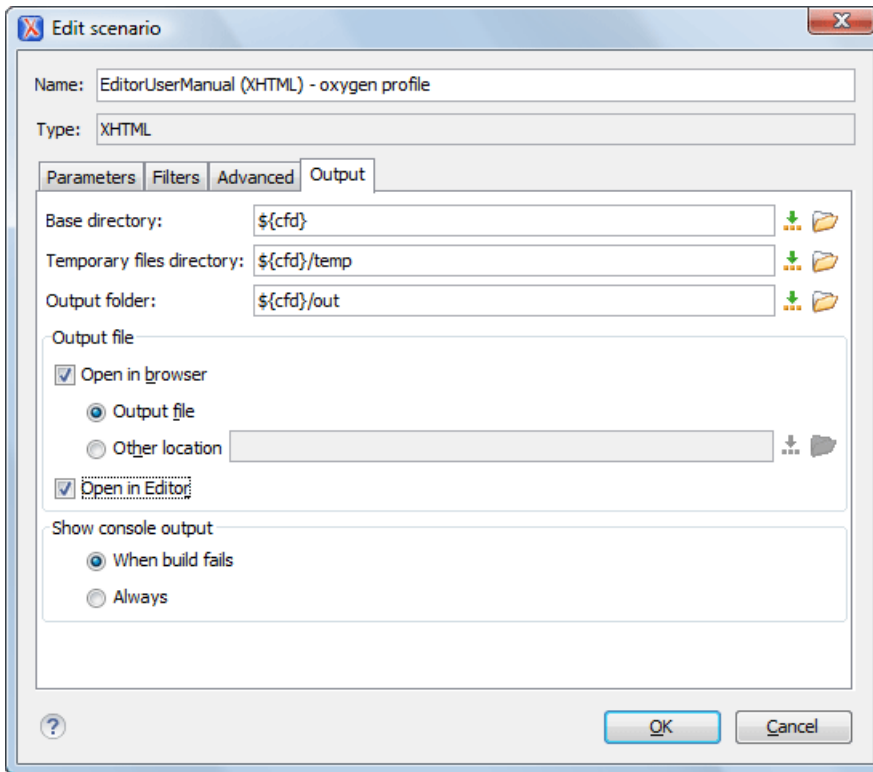 Edit scenario
Name: EditorUserManual (XHTML) - oxygen profile
Type: XHTML
Parameters Filters Advanced Output
Base directory: ${cfd}
Temporary files directory: ${cfd}/temp
Output folder: ${cfd}/out
Output file
Open in browser
Output file
Other location
Open in Editor
Show console output
When build fails
Always
? OK Cancel